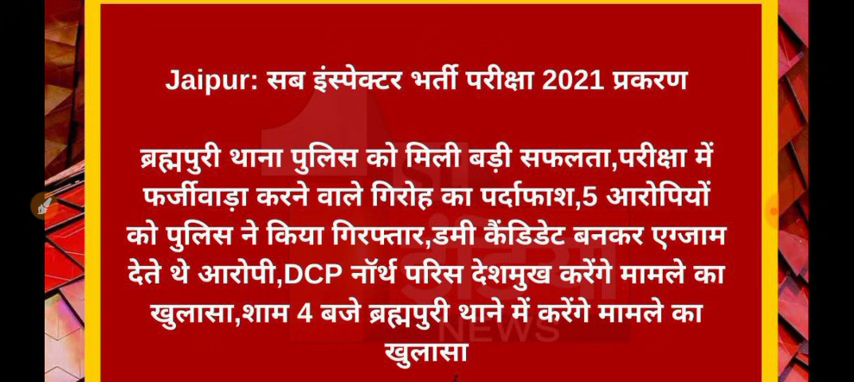 Jaipur: सब इंस्पेक्टर भर्ती परीक्षा 2021 प्रकरण
ब्रह्मपुरी थाना पुलिस को मिली बड़ी सफलता,परीक्षा में
फर्जीवाड़ा करने वाले गिरोह का पर्दाफाश,5 आरोपियों
को पुलिस ने किया गिरफ्तार,डमी कैंडिडेट बनकर एग्जाम
देते थे आरोपी,DCP नॉर्थ परिस देशमुख करेंगे मामले का
खुलासा,शाम 4 बजे ब्रह्मपुरी थाने में करेंगे मामले का
NEWS
खुलासा